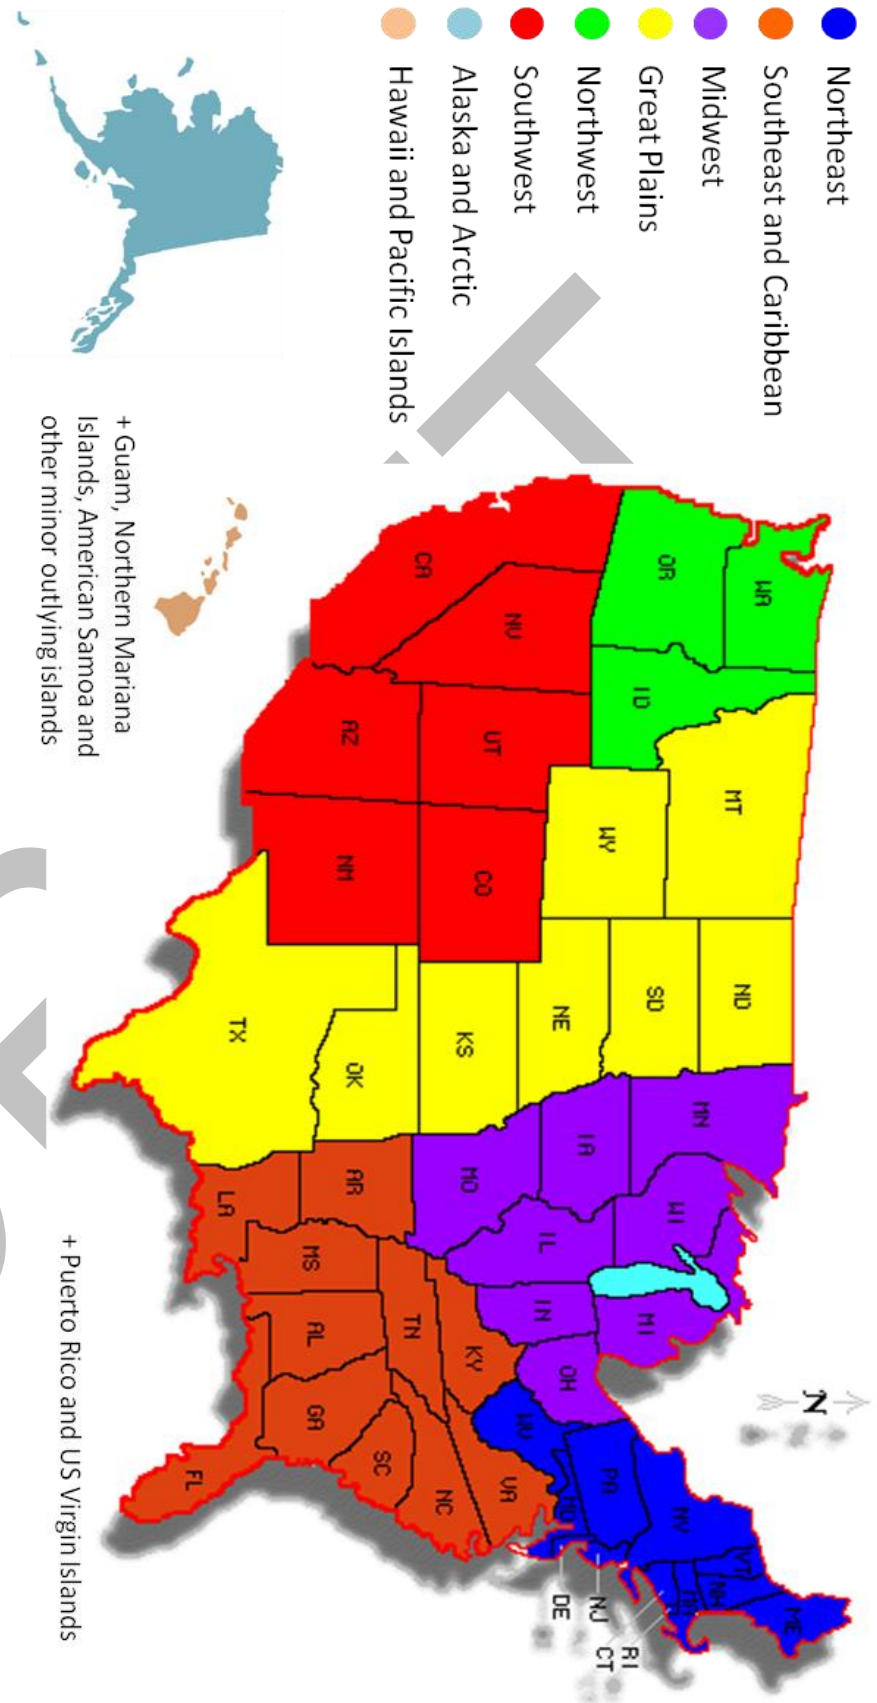 Northeast
Southeast and Caribbean
Midwest
Great Plains
Northwest
Southwest
Alaska and Arctic
Hawaii and Pacific Islands
N
WA
OR
ID
MT
WY
ND
SD
NE
KS
OK
TX
CA
NV
UT
AZ
NM
CO
MN
IA
MO
WI
IL
IN
MI
OH
AR
LA
MS
AL
TN
KY
GA
FL
SC
NC
VA
WV
MD
PA
NY
VT
NH
MA
ME
DE
NJ
CT
RI
+ Guam, Northern Mariana
Islands, American Samoa and
other minor outlying islands
+ Puerto Rico and US Virgin Islands